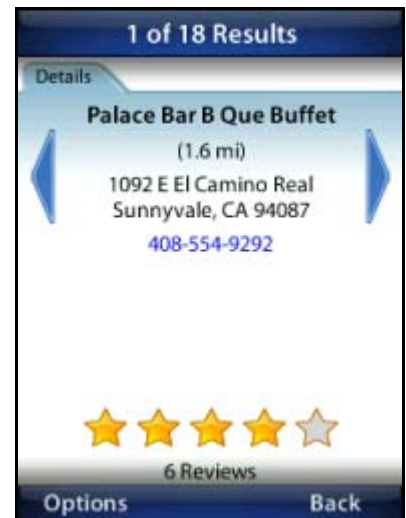 1 of 18 Results
Details
Palace Bar B Que Buffet
(1.6 mi)
1092 E El Camino Real
Sunnyvale, CA 94087
408-554-9292
6 Reviews
Options Back